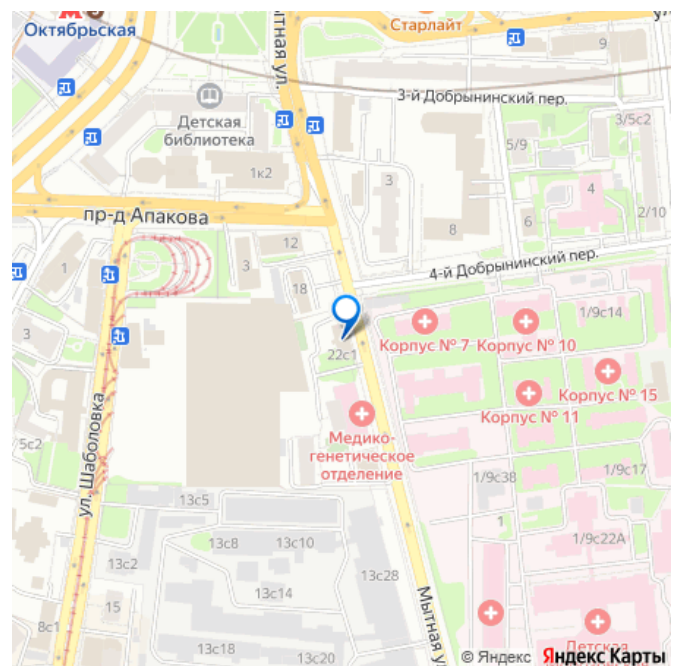 Октябрьская
Старлайт
ул.
9
ытная ул.
3-й Добрынинский пер.
Детская
библиотека
3/5с2
5/9
1к2
3
4
пр-д Апакова
2/10
6
8
12
4-й Добрынинский пер.
1
3
18
1/9с14
3
Корпус № 7
Корпус № 10
22с1
Корпус № 15
Корпус № 11
ул. Шаболовка
Медико-
генетическое
отделение
5с2
1/9с38
1/9с17
13с5
1
13с8
13с10
1/9с22А
13с2
13с28
13с14
Мытная у
15
8с1
13с18
13с20
Детская
© Яндекс Яндекс Карты